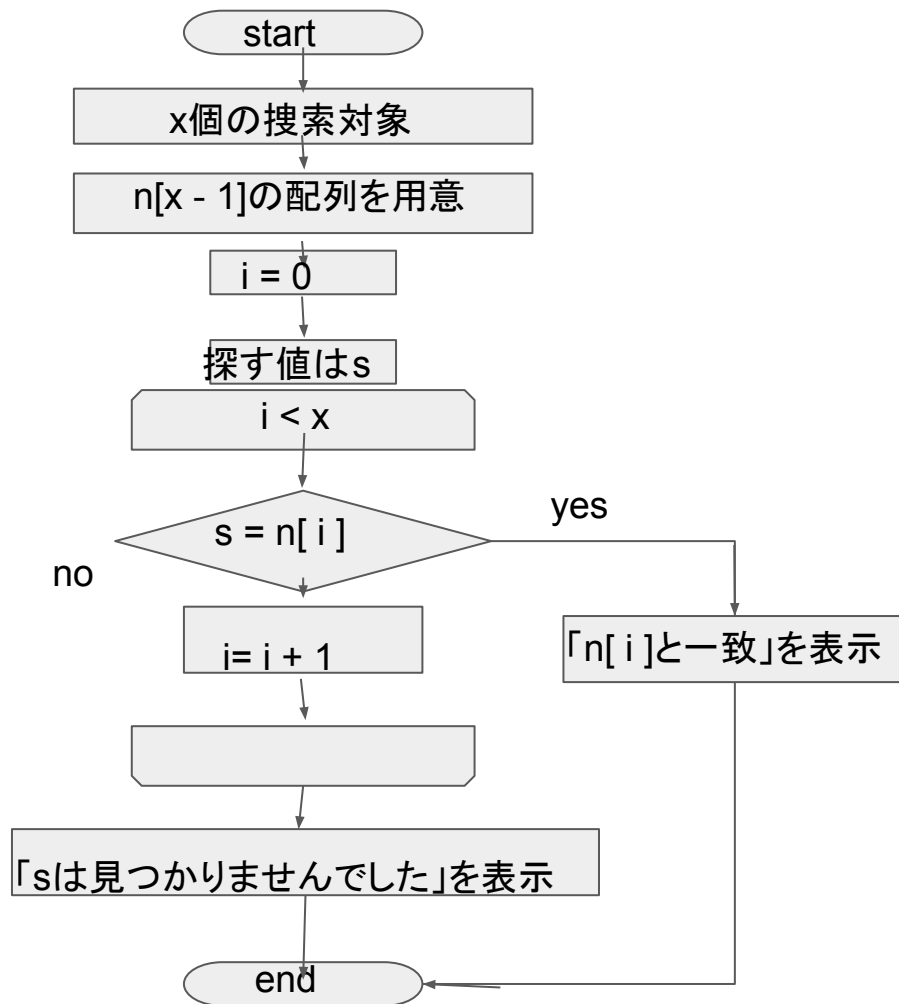 start
x個の捜索対象
n[x - 1]の配列を用意
i = 0
探す値はs
i < x
s = n[ i ]
yes
no
i= i + 1
「n[ i ]と一致」を表示
「sは見つかりませんでした」を表示
end